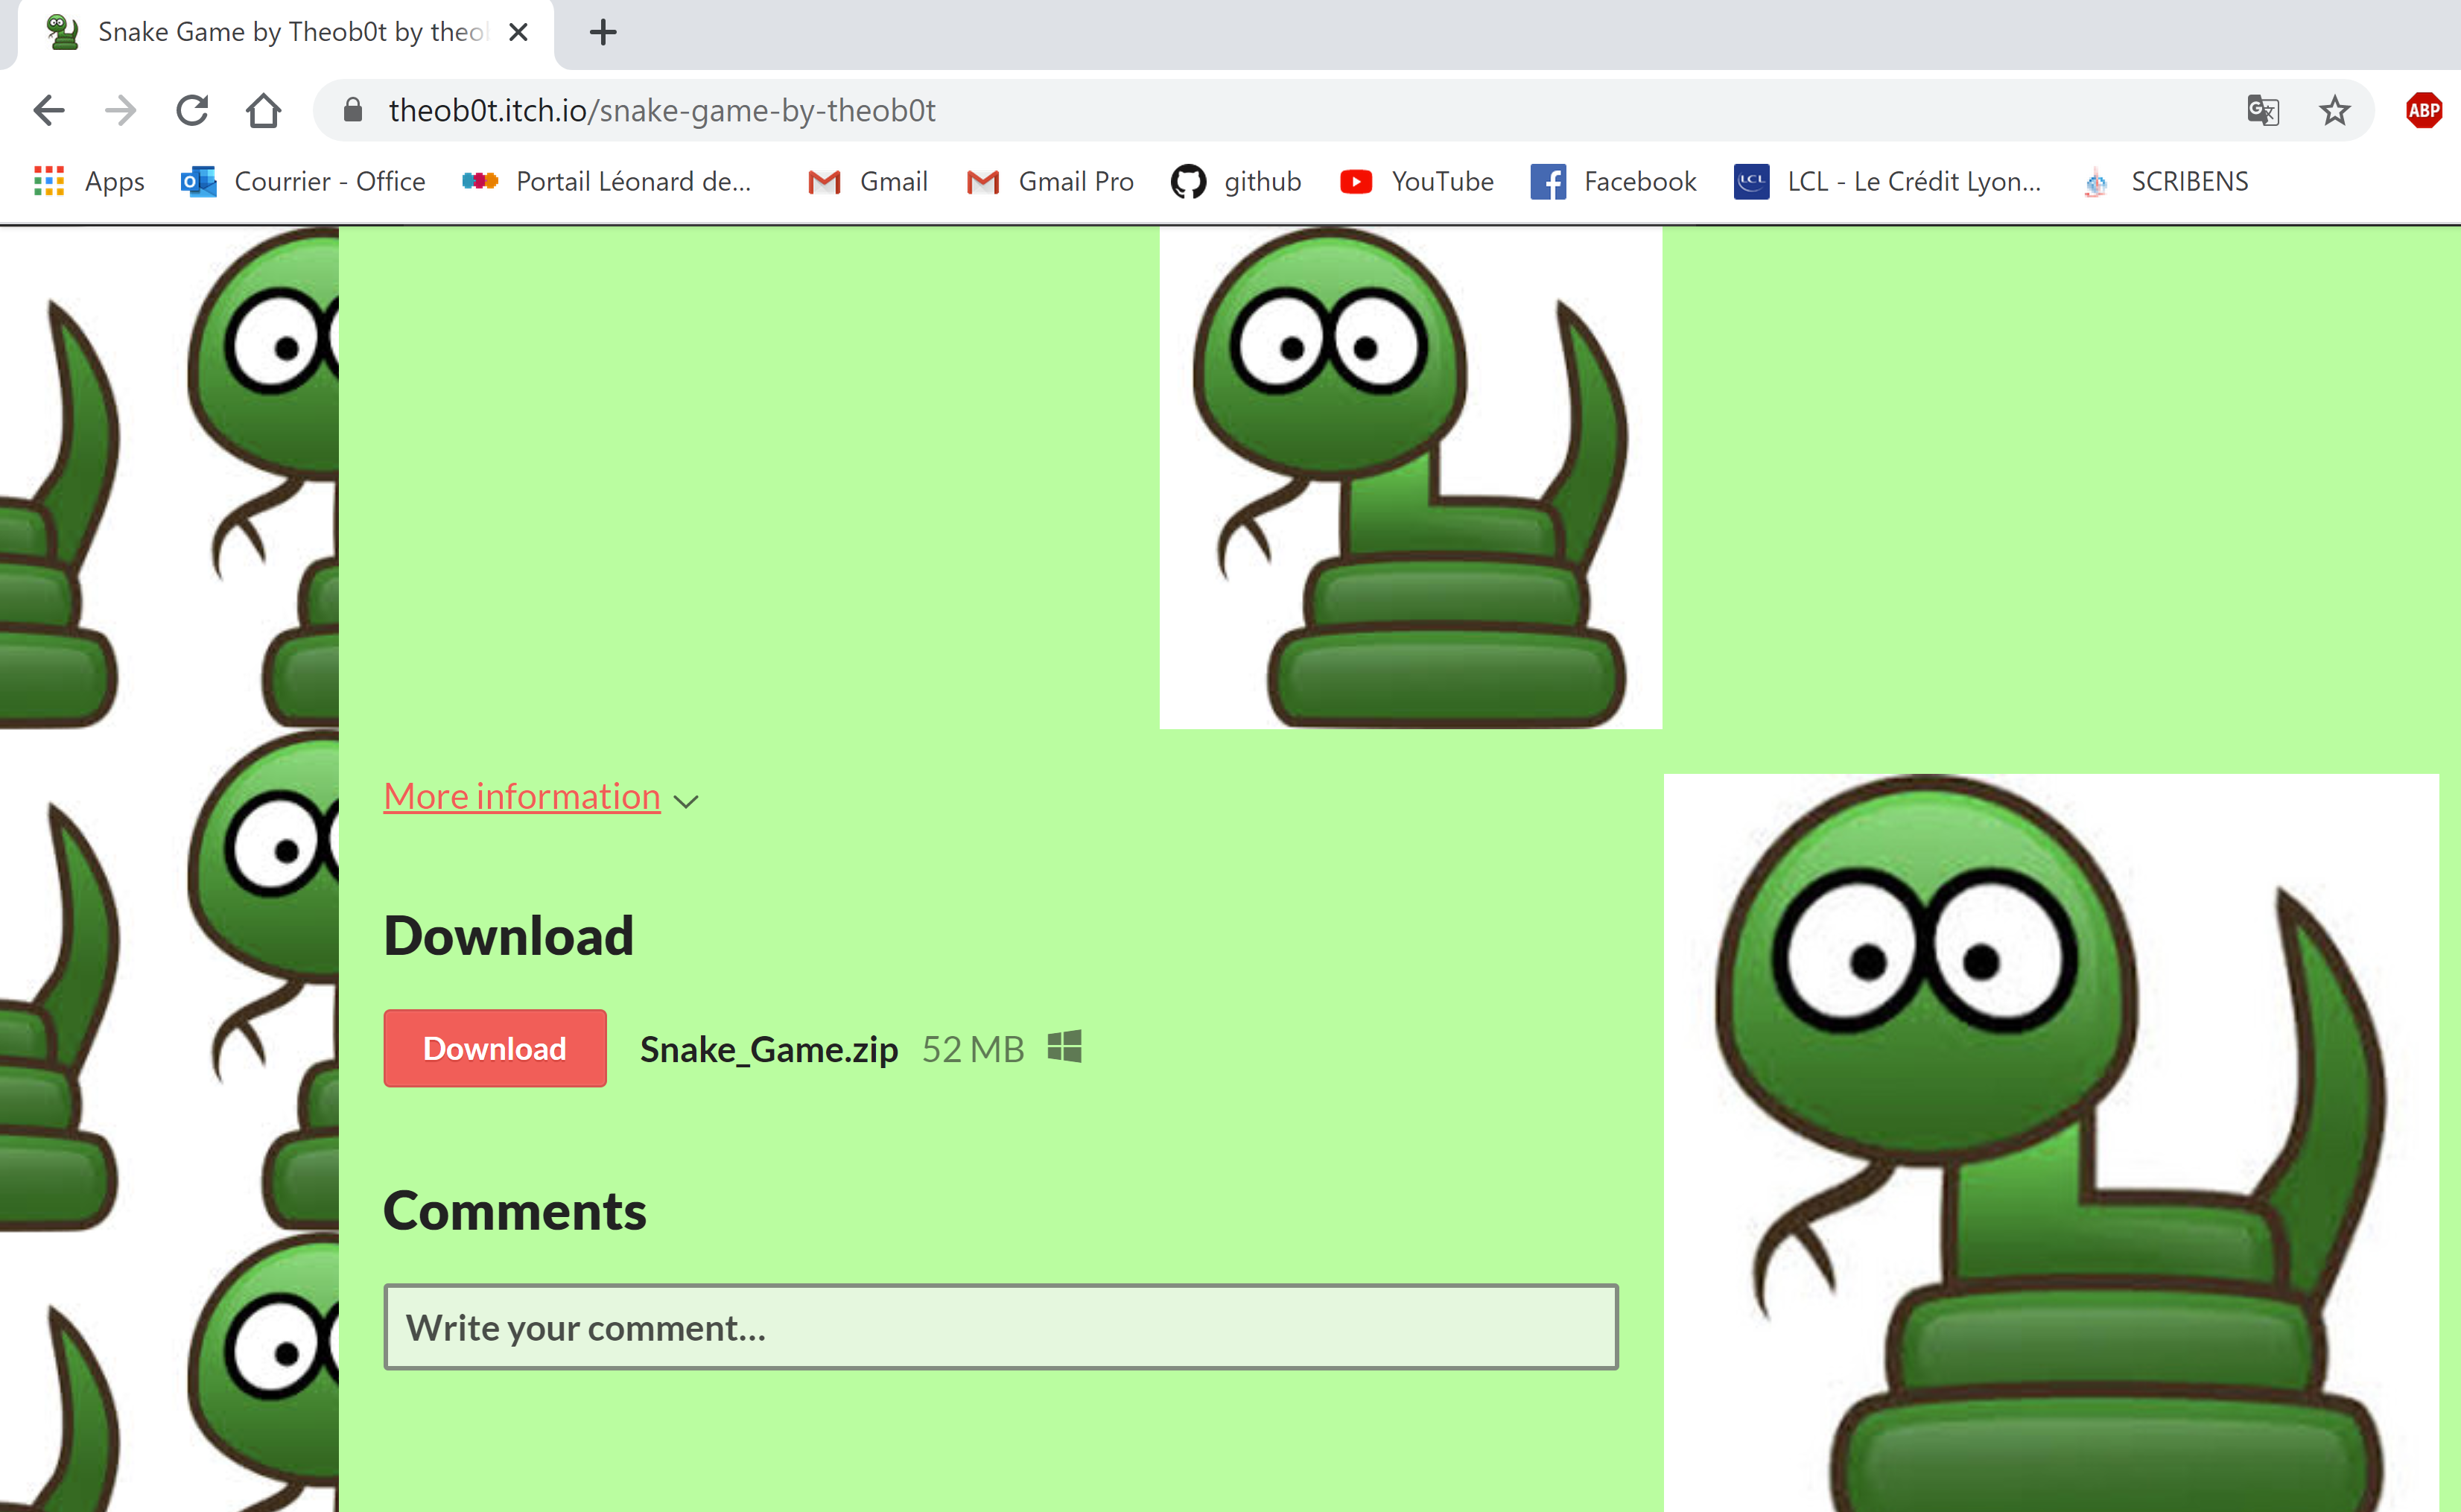 Snake Game by Theob0t by theo
theob0t.itch.io/snake-game-by-theob0t
ABP
Apps Courrier - Office Portail Léonard de... Gmail Gmail Pro github YouTube Facebook LCL LCL - Le Crédit Lyon... SCRIBENS
More information
Download
Download Snake_Game.zip 52 MB
Comments
Write your comment...